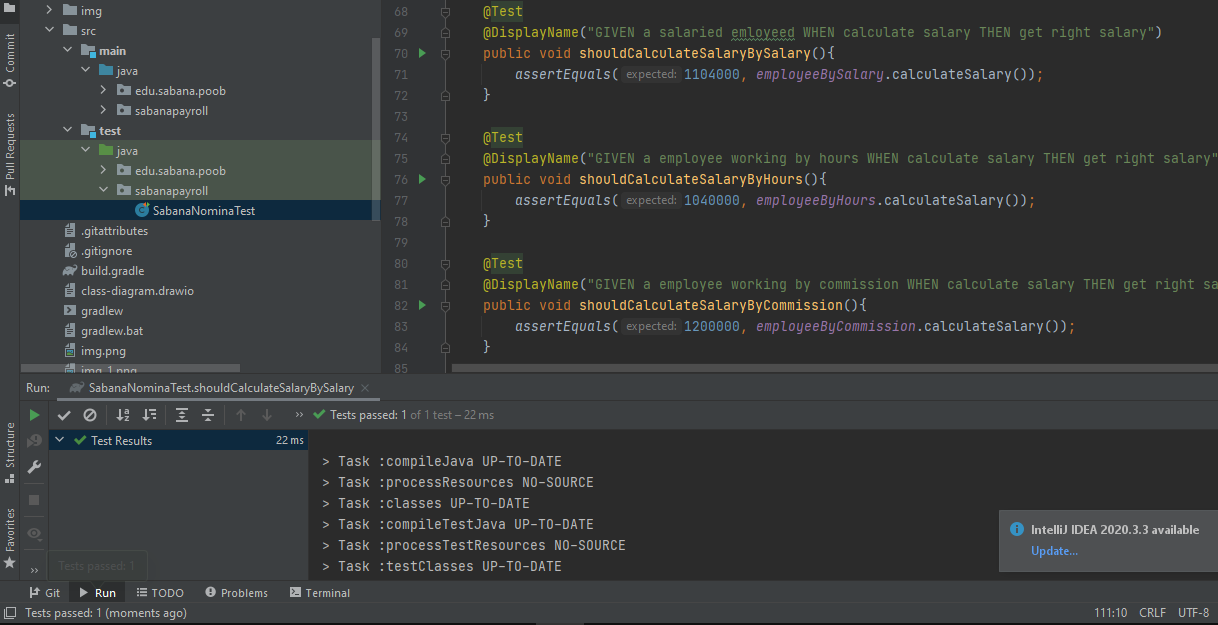 img
src
main
java
edu.sabana.poob
sabanapayroll
test
java
edu.sabana.poob
sabanapayroll
SabanaNominaTest
.gitattributes
.gitignore
build.gradle
class-diagram.drawio
gradlew
gradlew.bat
img.png
img_1.png
Commit
Pull Requests
Structure
Favorites
68 @Test
69 @DisplayName("GIVEN a salaried emloyeed WHEN calculate salary THEN get right salary")
70 public void shouldCalculateSalaryBySalary(){
71 assertEquals( expected: 1104000, employeeBySalary.calculateSalary());
72 }
73
74 @Test
75 @DisplayName("GIVEN a employee working by hours WHEN calculate salary THEN get right salary"
76 public void shouldCalculateSalaryByHours(){
77 assertEquals( expected: 1040000, employeeByHours.calculateSalary());
78 }
79
80 @Test
81 @DisplayName("GIVEN a employee working by commission WHEN calculate salary THEN get right sa
82 public void shouldCalculateSalaryByCommission(){
83 assertEquals( expected: 1200000, employeeByCommission.calculateSalary());
84 }
85
Run: SabanaNominaTest.shouldCalculateSalaryBySalary
Tests passed: 1 of 1 test – 22 ms
Test Results 22 ms
> Task :compileJava UP-TO-DATE
> Task :processResources NO-SOURCE
> Task :classes UP-TO-DATE
> Task :compileTestJava UP-TO-DATE
> Task :processTestResources NO-SOURCE
> Task :testClasses UP-TO-DATE
Tests passed: 1
IntelliJ IDEA 2020.3.3 available
Update...
Git Run TODO Problems Terminal
Tests passed: 1 (moments ago) 111:10 CRLF UTF-8